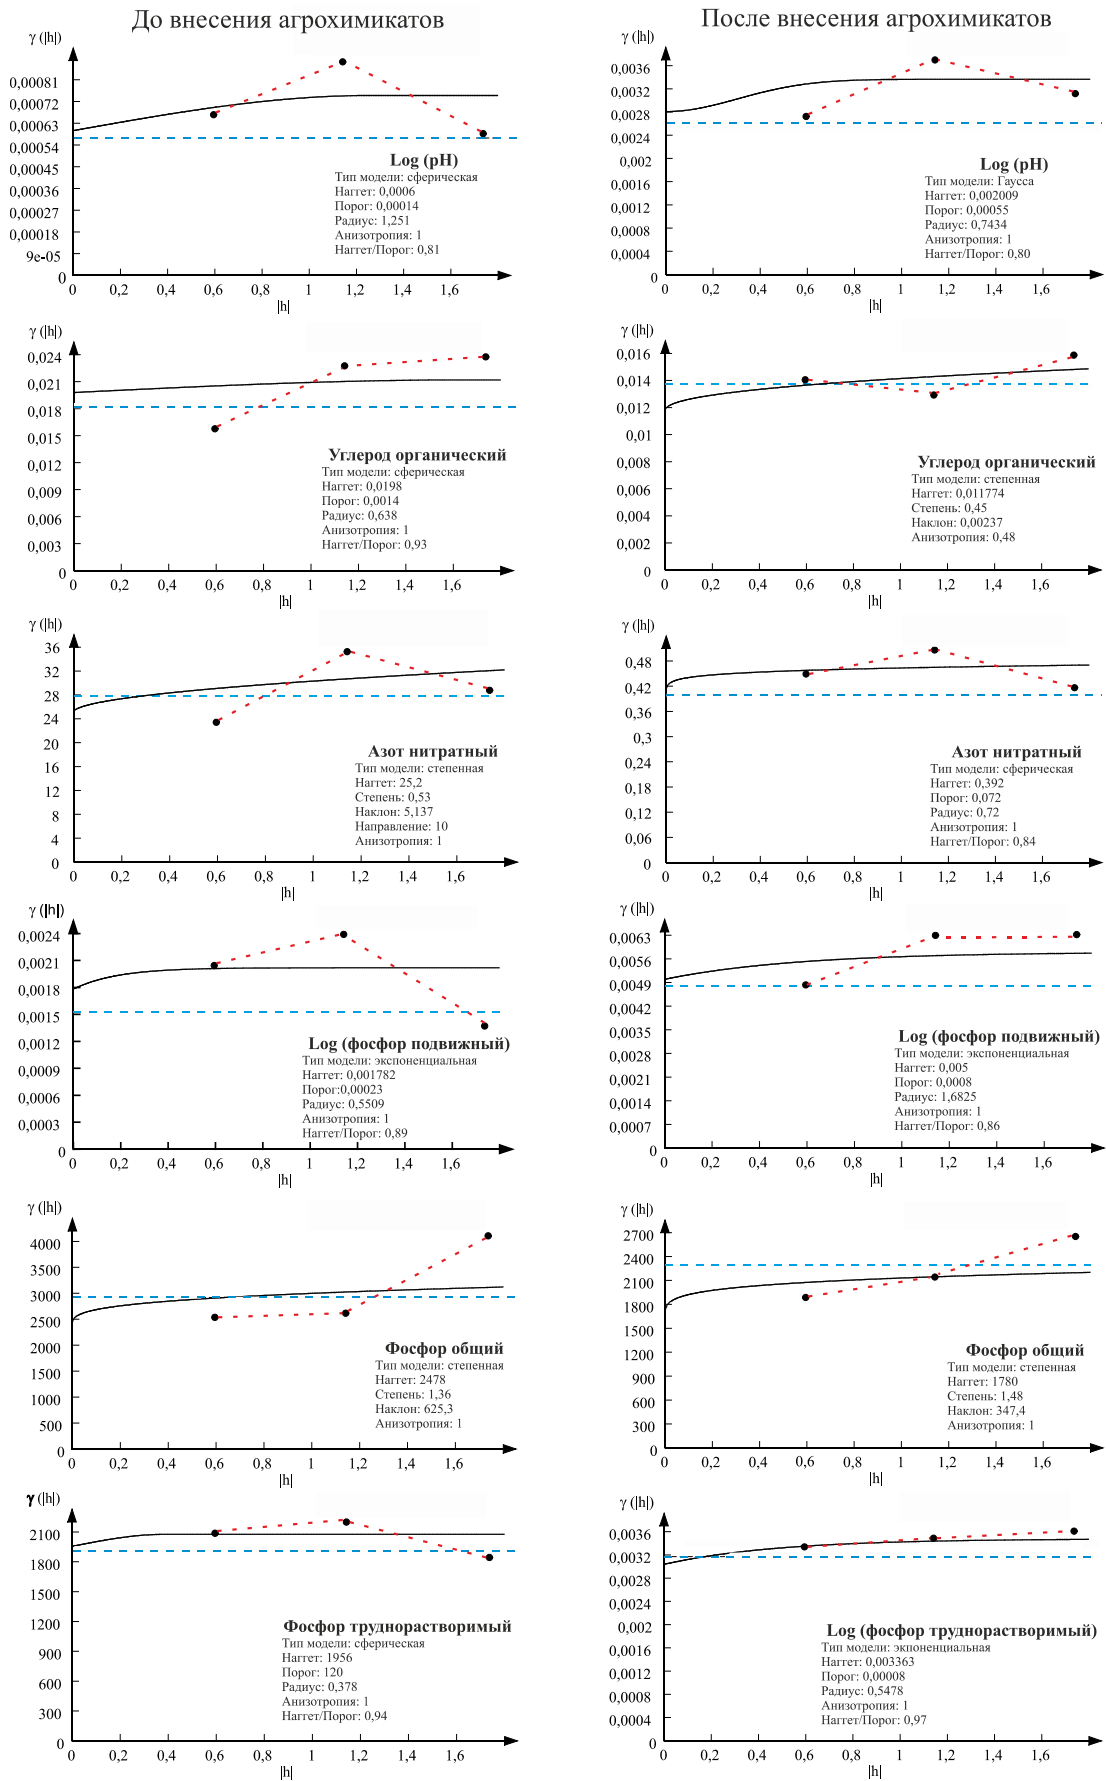 До внесения агрохимикатов
γ (|h|)
0,00081
0,00072
0,00063
0,00054
0,00045
0,00036
0,00027
0,00018
9e-05
0
Log (pH)
Тип модели: сферическая
Наггет: 0,0006
Порог: 0,00014
Радиус: 1,251
Анизотропия: 1
Наггет/Порог: 0,81
0 0,2 0,4 0,6 0,8 1 1,2 1,4 1,6
|h|
После внесения агрохимикатов
γ (|h|)
0,0036
0,0032
0,0028
0,0024
0,002
0,0016
0,0012
0,0008
0,0004
0
Log (pH)
Тип модели: Гаусса
Наггет: 0,002009
Порог: 0,00055
Радиус: 0,7434
Анизотропия: 1
Наггет/Порог: 0,80
0 0,2 0,4 0,6 0,8 1 1,2 1,4 1,6
|h|
γ (|h|)
0,024
0,021
0,018
0,015
0,012
0,009
0,006
0,003
0
Углерод органический
Тип модели: сферическая
Наггет: 0,0198
Порог: 0,0014
Радиус: 0,638
Анизотропия: 1
Наггет/Порог: 0,93
0 0,2 0,4 0,6 0,8 1 1,2 1,4 1,6
|h|
γ (|h|)
0,016
0,014
0,012
0,01
0,008
0,006
0,004
0,002
0
Углерод органический
Тип модели: степенная
Наггет: 0,011774
Степень: 0,45
Наклон: 0,00237
Анизотропия: 0,48
0 0,2 0,4 0,6 0,8 1 1,2 1,4 1,6
|h|
γ (|h|)
36
32
28
24
20
16
12
8
4
0
Азот нитратный
Тип модели: степенная
Наггет: 25,2
Степень: 0,53
Наклон: 5,137
Направление: 10
Анизотропия: 1
0 0,2 0,4 0,6 0,8 1 1,2 1,4 1,6
|h|
γ (|h|)
0,48
0,42
0,36
0,3
0,24
0,18
0,12
0,06
0
Азот нитратный
Тип модели: сферическая
Наггет: 0,392
Порог: 0,072
Радиус: 0,72
Анизотропия: 1
Наггет/Порог: 0,84
0 0,2 0,4 0,6 0,8 1 1,2 1,4 1,6
|h|
γ (|h|)
0,0024
0,0021
0,0018
0,0015
0,0012
0,0009
0,0006
0,0003
0
Log (фосфор подвижный)
Тип модели: экспоненциальная
Наггет: 0,001782
Порог:0,00023
Радиус: 0,5509
Анизотропия: 1
Наггет/Порог: 0,89
0 0,2 0,4 0,6 0,8 1 1,2 1,4 1,6
|h|
γ (|h|)
0,0063
0,0056
0,0049
0,0042
0,0035
0,0028
0,0021
0,0014
0,0007
0
Log (фосфор подвижный)
Тип модели: экспоненциальная
Наггет: 0,005
Порог: 0,0008
Радиус: 1,6825
Анизотропия: 1
Наггет/Порог: 0,86
0 0,2 0,4 0,6 0,8 1 1,2 1,4 1,6
|h|
γ (|h|)
4000
3500
3000
2500
2000
1500
1000
500
0
Фосфор общий
Тип модели: степенная
Наггет: 2478
Степень: 1,36
Наклон: 625,3
Анизотропия: 1
0 0,2 0,4 0,6 0,8 1 1,2 1,4 1,6
|h|
γ (|h|)
2700
2400
2100
1800
1500
1200
900
600
300
0
Фосфор общий
Тип модели: степенная
Наггет: 1780
Степень: 1,48
Наклон: 347,4
Анизотропия: 1
0 0,2 0,4 0,6 0,8 1 1,2 1,4 1,6
|h|
γ (|h|)
2100
1800
1500
1200
900
600
300
0
Фосфор труднорастворимый
Тип модели: сферическая
Наггет: 1956
Порог: 120
Радиус: 0,378
Анизотропия: 1
Наггет/Порог: 0,94
0 0,2 0,4 0,6 0,8 1 1,2 1,4 1,6
|h|
γ (|h|)
0,0036
0,0032
0,0028
0,0024
0,002
0,0016
0,0012
0,0008
0,0004
0
Log (фосфор труднорастворимый)
Тип модели: экпоненциальная
Наггет: 0,003363
Порог: 0,00008
Радиус: 0,5478
Анизотропия: 1
Наггет/Порог: 0,97
0 0,2 0,4 0,6 0,8 1 1,2 1,4 1,6
|h|